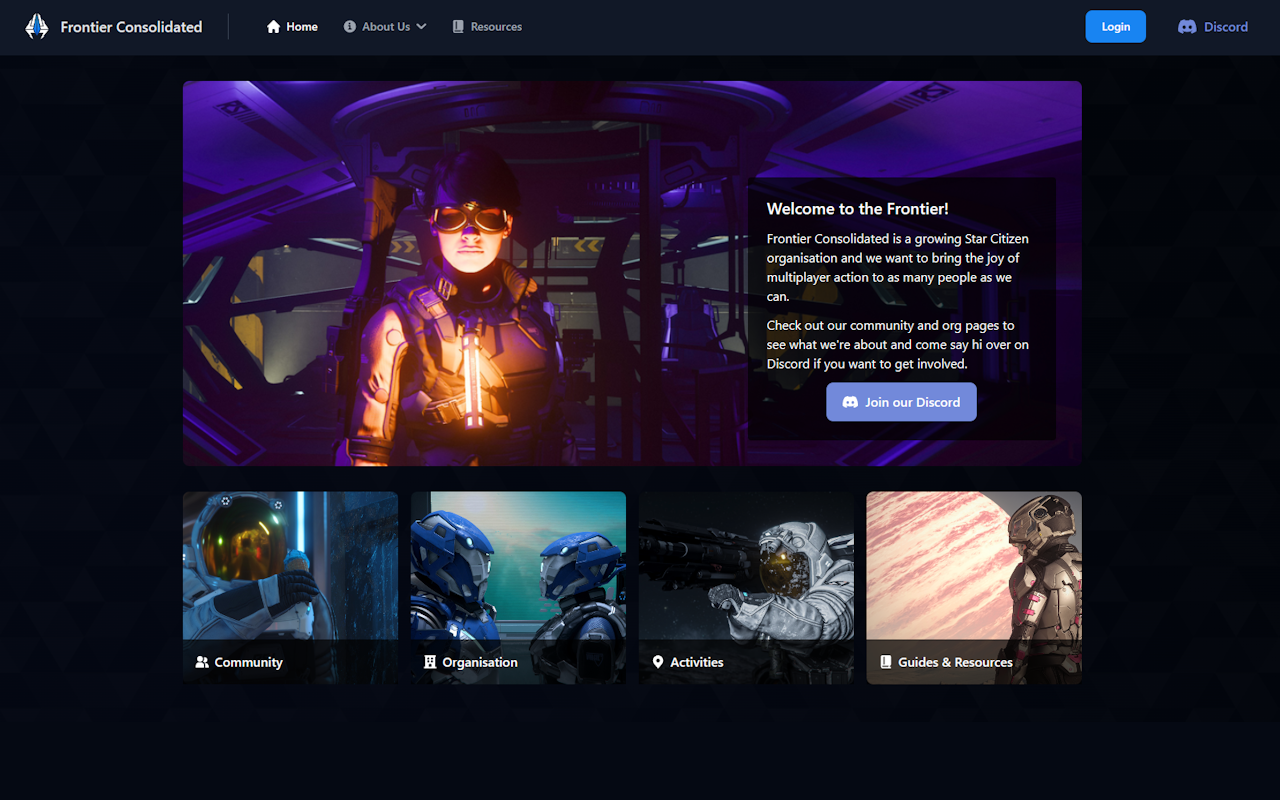 Frontier Consolidated
Home
About Us
Resources
Login
Discord
Welcome to the Frontier!
Frontier Consolidated is a growing Star Citizen
organisation and we want to bring the joy of
multiplayer action to as many people as we
can.
Check out our community and org pages to
see what we're about and come say hi over on
Discord if you want to get involved.
Join our Discord
Community
Organisation
Activities
Guides & Resources